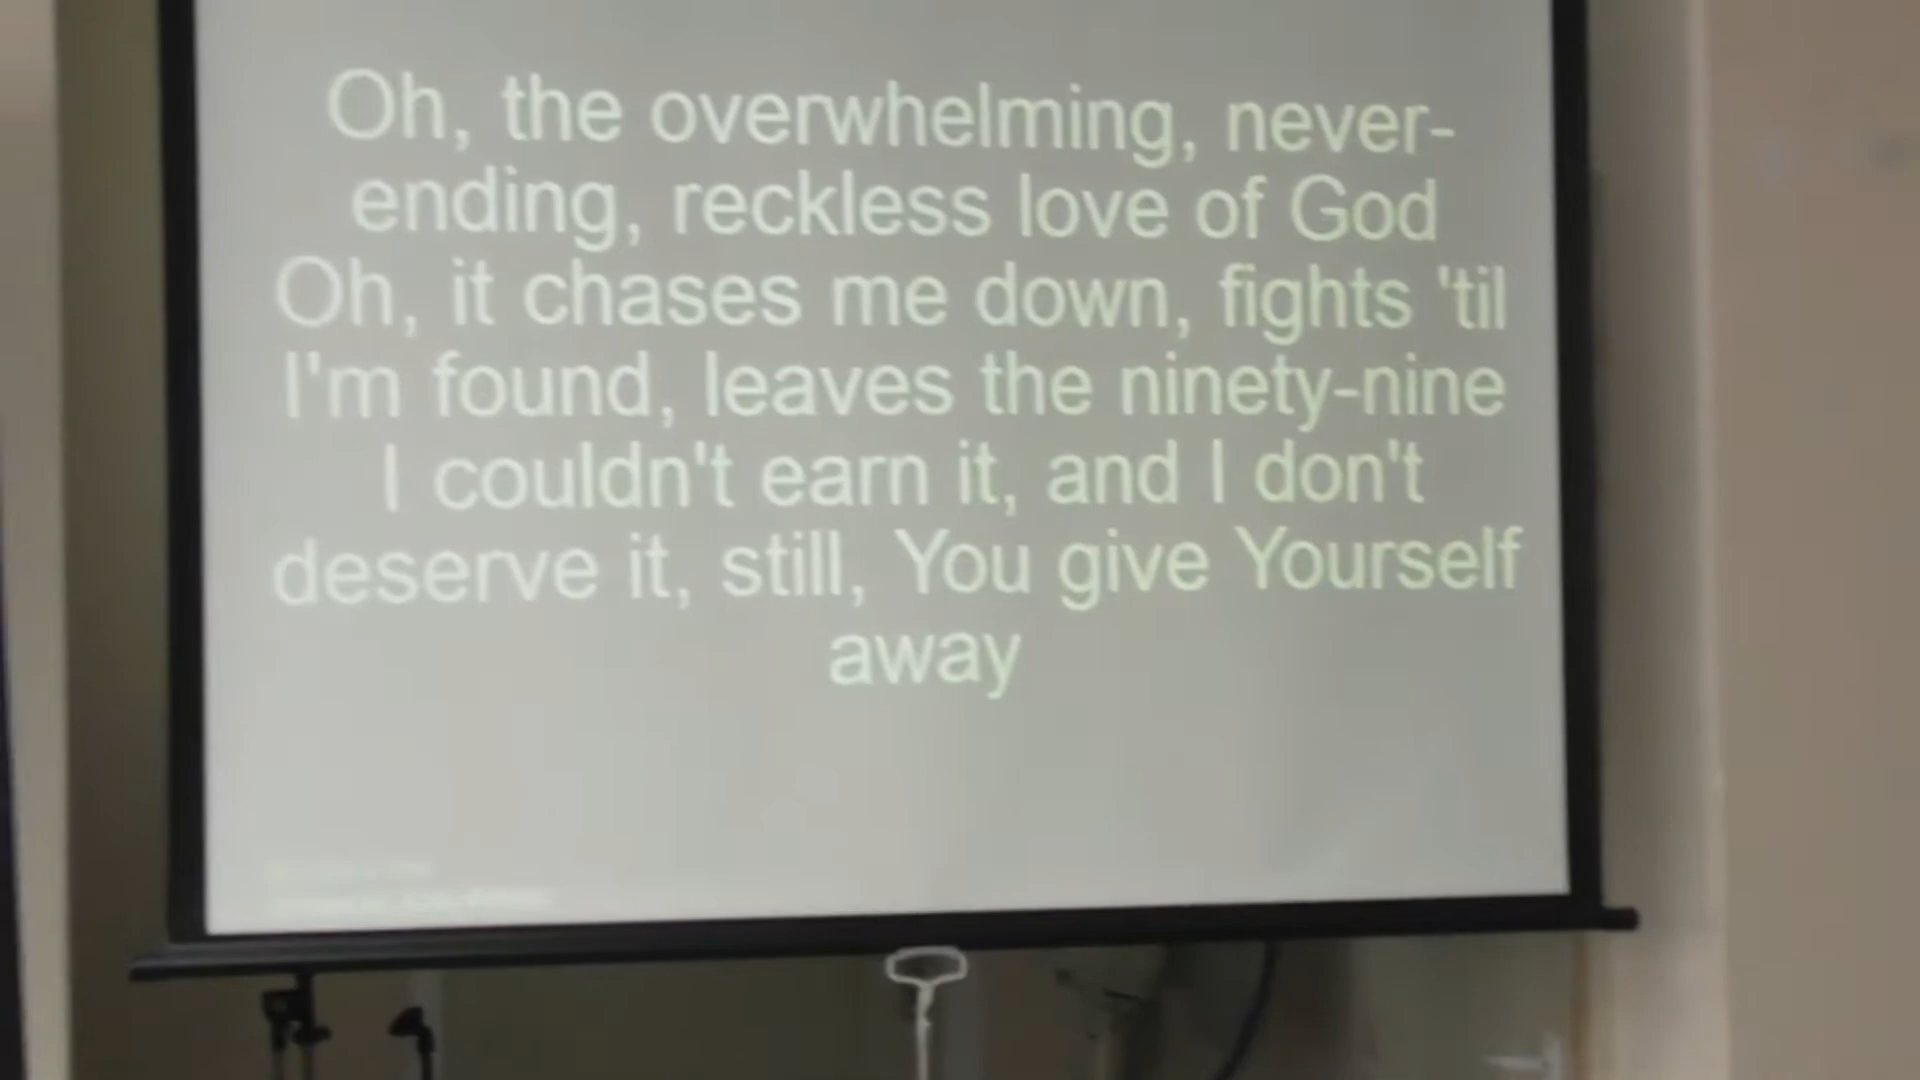 Oh, the overwhelming, never-
ending, reckless love of God
Oh, it chases me down, fights 'til
I'm found, leaves the ninety-nine
I couldn't earn it, and I don't
deserve it, still, You give Yourself
away